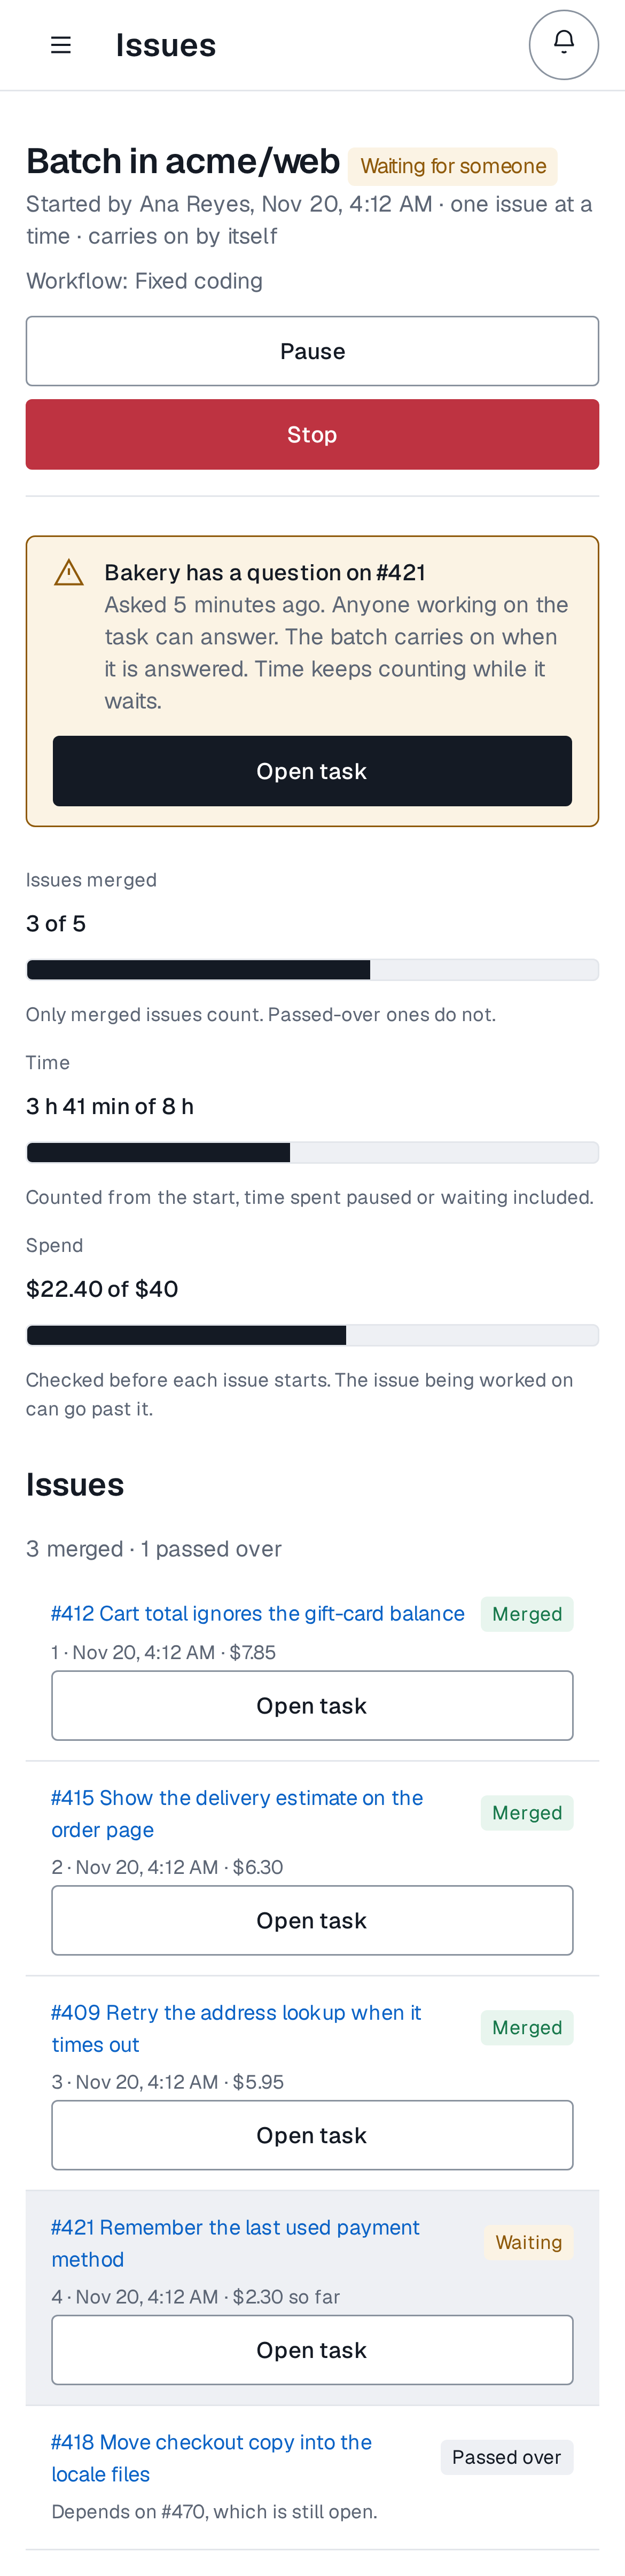 Issues
Batch in acme/web Waiting for someone
Started by Ana Reyes, Nov 20, 4:12 AM · one issue at a
time · carries on by itself
Workflow: Fixed coding
Pause
Stop
Bakery has a question on #421
Asked 5 minutes ago. Anyone working on the
task can answer. The batch carries on when
it is answered. Time keeps counting while it
waits.
Open task
Issues merged
3 of 5
Only merged issues count. Passed-over ones do not.
Time
3 h 41 min of 8 h
Counted from the start, time spent paused or waiting included.
Spend
$22.40 of $40
Checked before each issue starts. The issue being worked on
can go past it.
Issues
3 merged · 1 passed over
#412 Cart total ignores the gift-card balance Merged
1 · Nov 20, 4:12 AM · $7.85
Open task
#415 Show the delivery estimate on the
order page
Merged
2 · Nov 20, 4:12 AM · $6.30
Open task
#409 Retry the address lookup when it
times out
Merged
3 · Nov 20, 4:12 AM · $5.95
Open task
#421 Remember the last used payment
method
Waiting
4 · Nov 20, 4:12 AM · $2.30 so far
Open task
#418 Move checkout copy into the
locale files
Passed over
Depends on #470, which is still open.